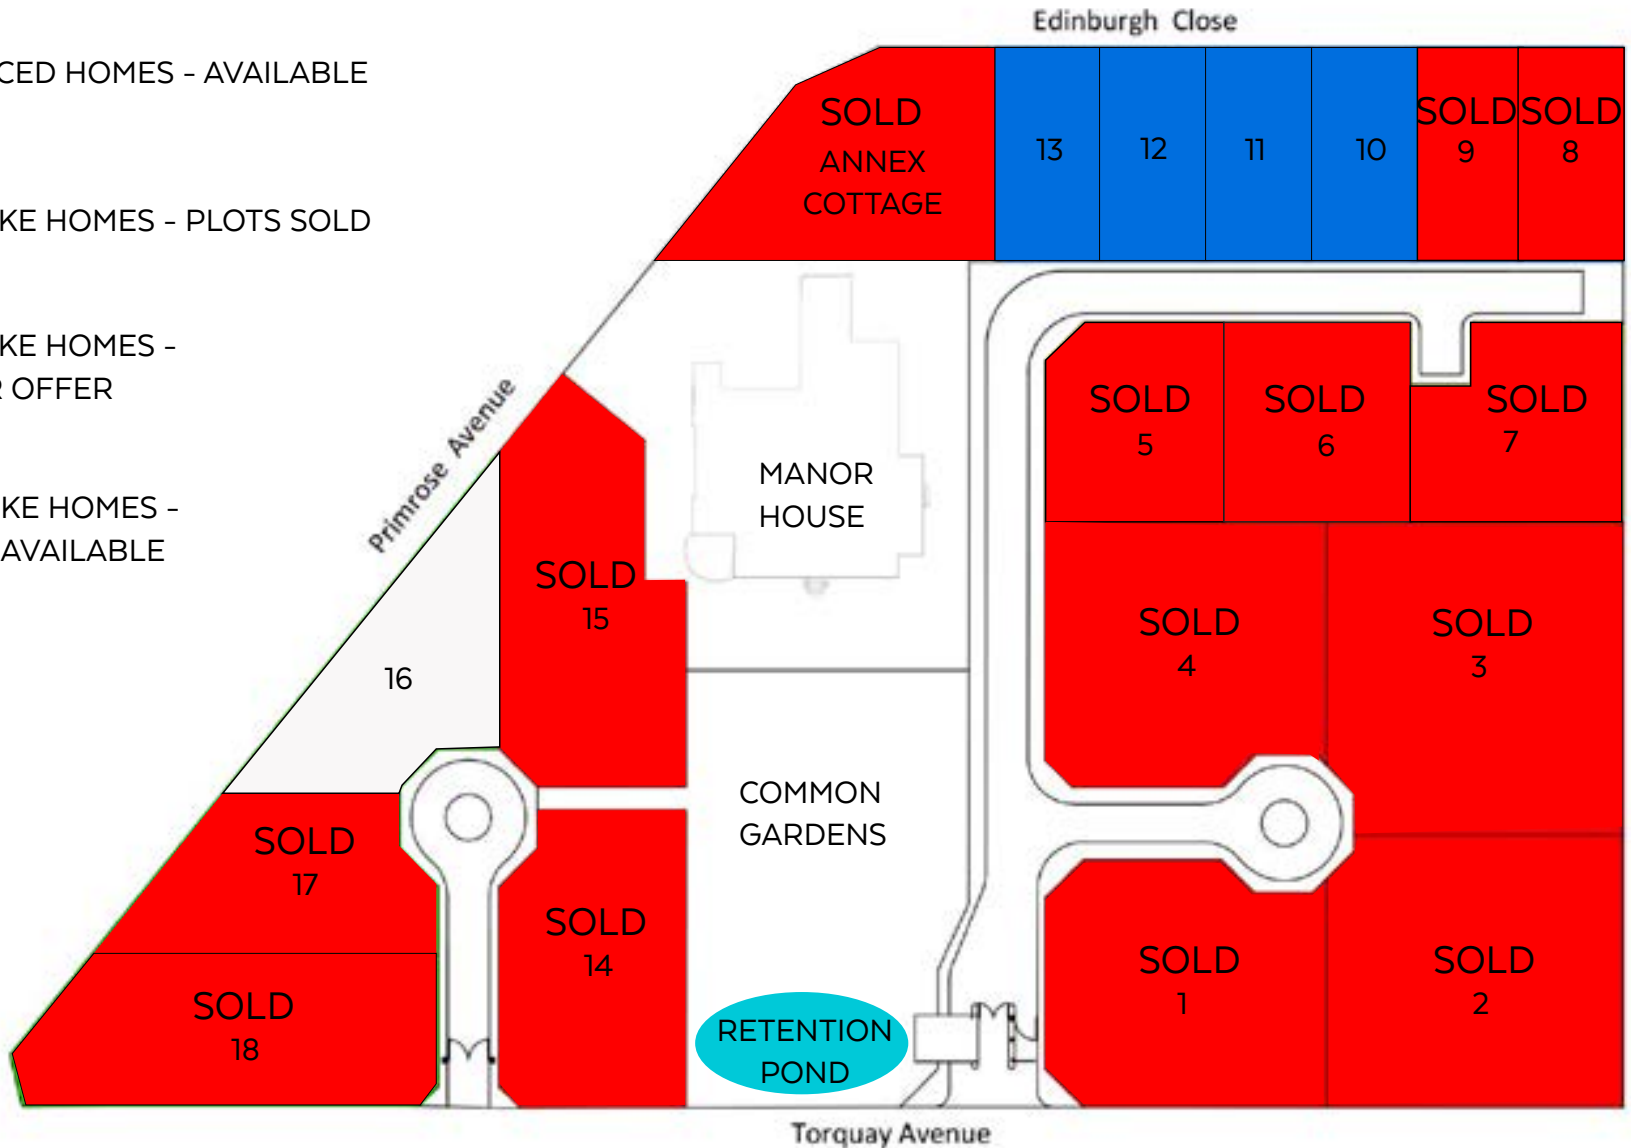 Edinburgh Close
CED HOMES - AVAILABLE
KE HOMES - PLOTS SOLD
KE HOMES -
R OFFER
KE HOMES -
AVAILABLE
SOLD
ANNEX
COTTAGE
13
12
11
10
SOLD
9
SOLD
8
Primrose Avenue
MANOR
HOUSE
SOLD
5
SOLD
6
SOLD
7
SOLD
15
16
SOLD
4
SOLD
3
COMMON
GARDENS
SOLD
17
SOLD
14
SOLD
18
RETENTION
POND
SOLD
1
SOLD
2
Torquay Avenue